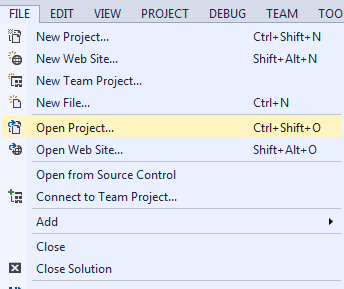 FILE EDIT VIEW PROJECT DEBUG TEAM TOO
New Project... Ctrl+Shift+N
New Web Site... Shift+Alt+N
New Team Project...
New File... Ctrl+N
Open Project... Ctrl+Shift+O
Open Web Site... Shift+Alt+O
Open from Source Control
Connect to Team Project...
Add
Close
Close Solution